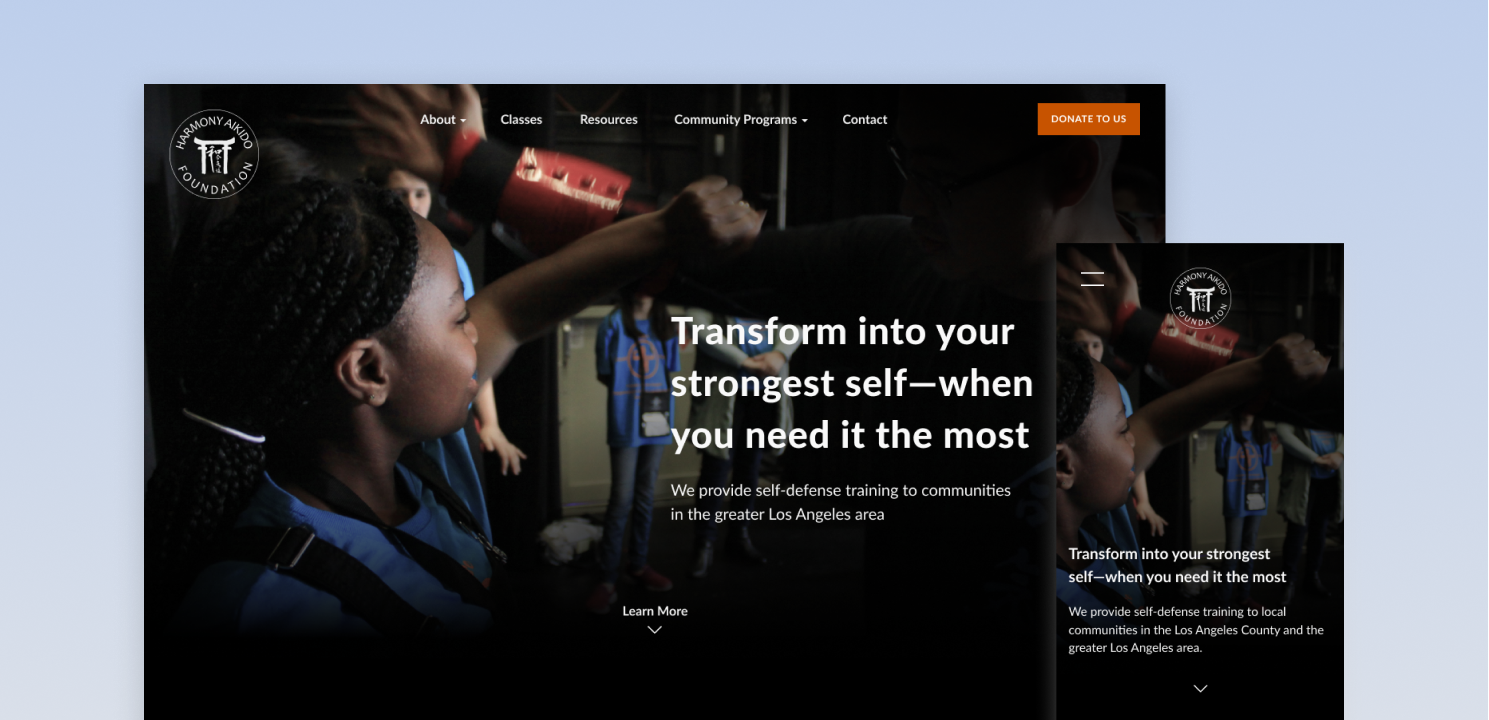 HARMONY AIKIDO
FOUNDATION
About
Classes
Resources
Community Programs
Contact
DONATE TO US
Transform into your
strongest self—when
you need it the most
We provide self-defense training to communities
in the greater Los Angeles area
Learn More
HARMONY AIKIDO
FOUNDATION
Transform into your strongest
self—when you need it the most
We provide self-defense training to local
communities in the Los Angeles County and the
greater Los Angeles area.